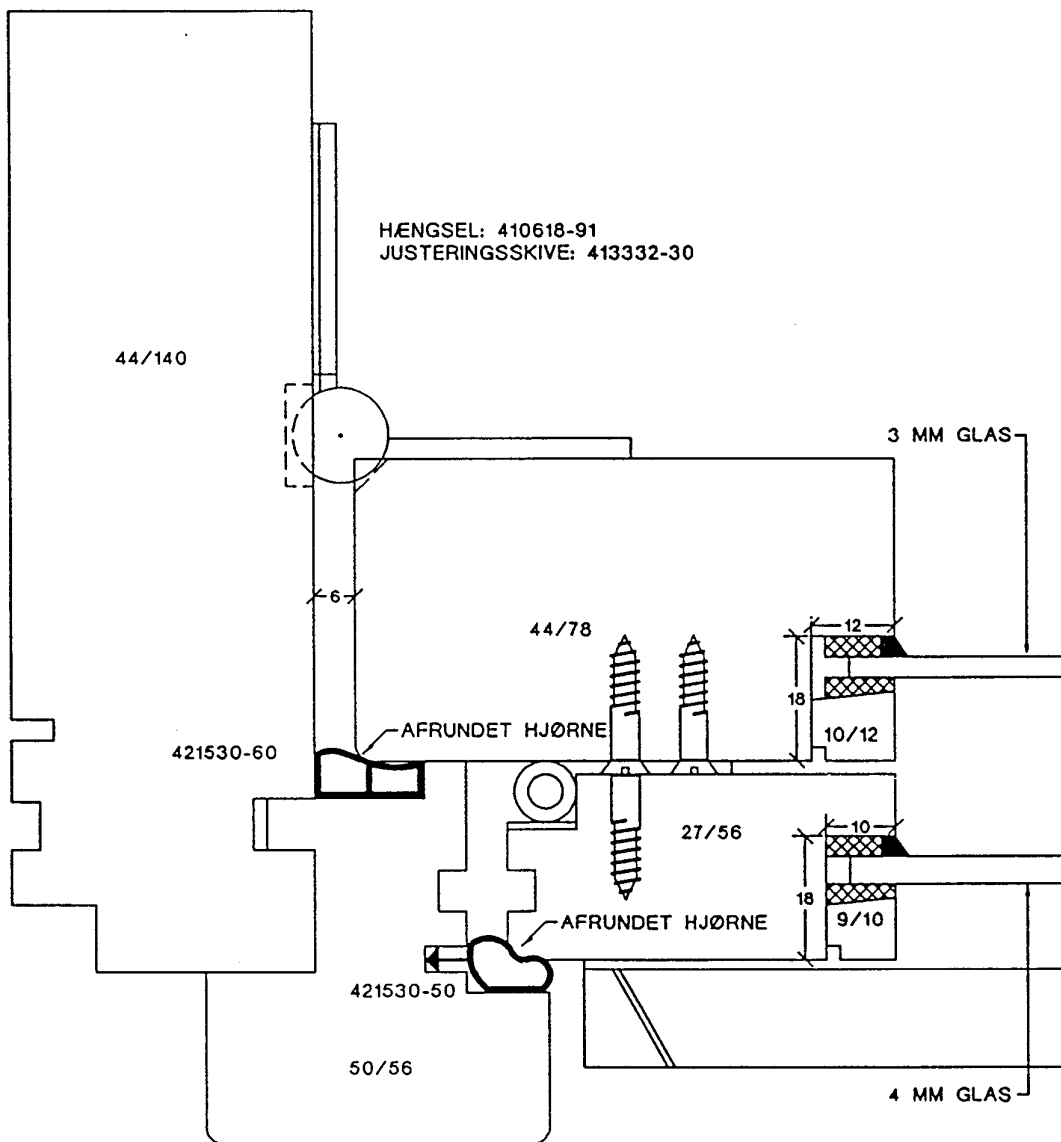 HÆNGSEL: 410618-91
JUSTERINGSSKIVE: 413332-30
44/140
3 MM GLAS
6
44/78
12
18
10/12
AFRUNDET HJØRNE
421530-60
27/56
10
18
9/10
AFRUNDET HJØRNE
421530-50
50/56
4 MM GLAS